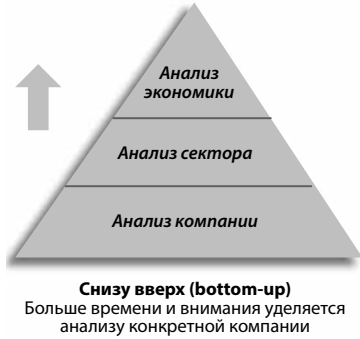 Анализ
экономики
Анализ сектора
Анализ компании
Снизу вверх (bottom-up)
Больше времени и внимания уделяется
анализу конкретной компании